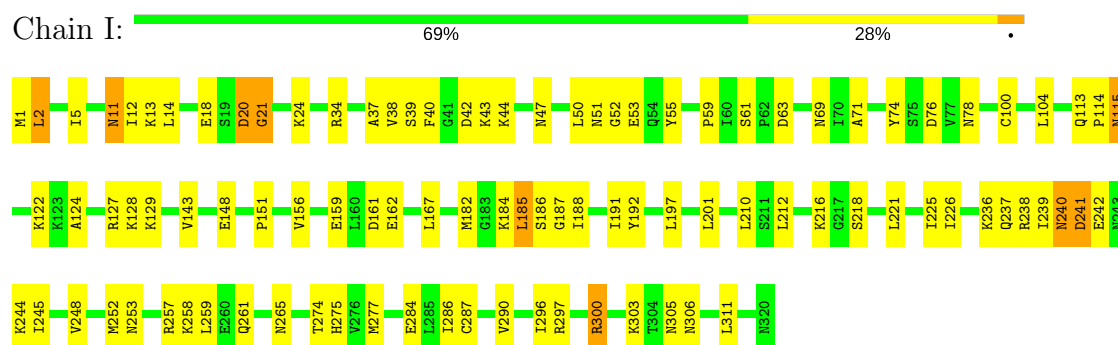 Chain I:
69% 28% •
M1 L2 I5 N11 I12 K13 L14 E18 S19 D20 G21 K24 R34 A37 V38 S39 F40 G41 D42 K43 K44 N47 L50 N51 G52 E53 Q54 Y55 P59 I60 S61 P62 D63 N69 I70 A71 Y74 S75 D76 V77 N78 C100 L104 Q113 P114 N115
K122 K123 A124 R127 K128 K129 V143 E148 P151 V156 E159 L160 D161 E162 L167 M182 G183 K184 L185 S186 G187 I188 I191 Y192 L197 L201 L210 S211 L212 K216 G217 S218 L221 I225 I226 K236 Q237 R238 I239 N240 D241 E242 N243
K244 I245 V248 M252 N253 R257 K258 L259 E260 Q261 N265 T274 H275 V276 M277 E284 L285 I286 C287 V290 I296 R297 R300 K303 T304 N305 N306 L311 N320